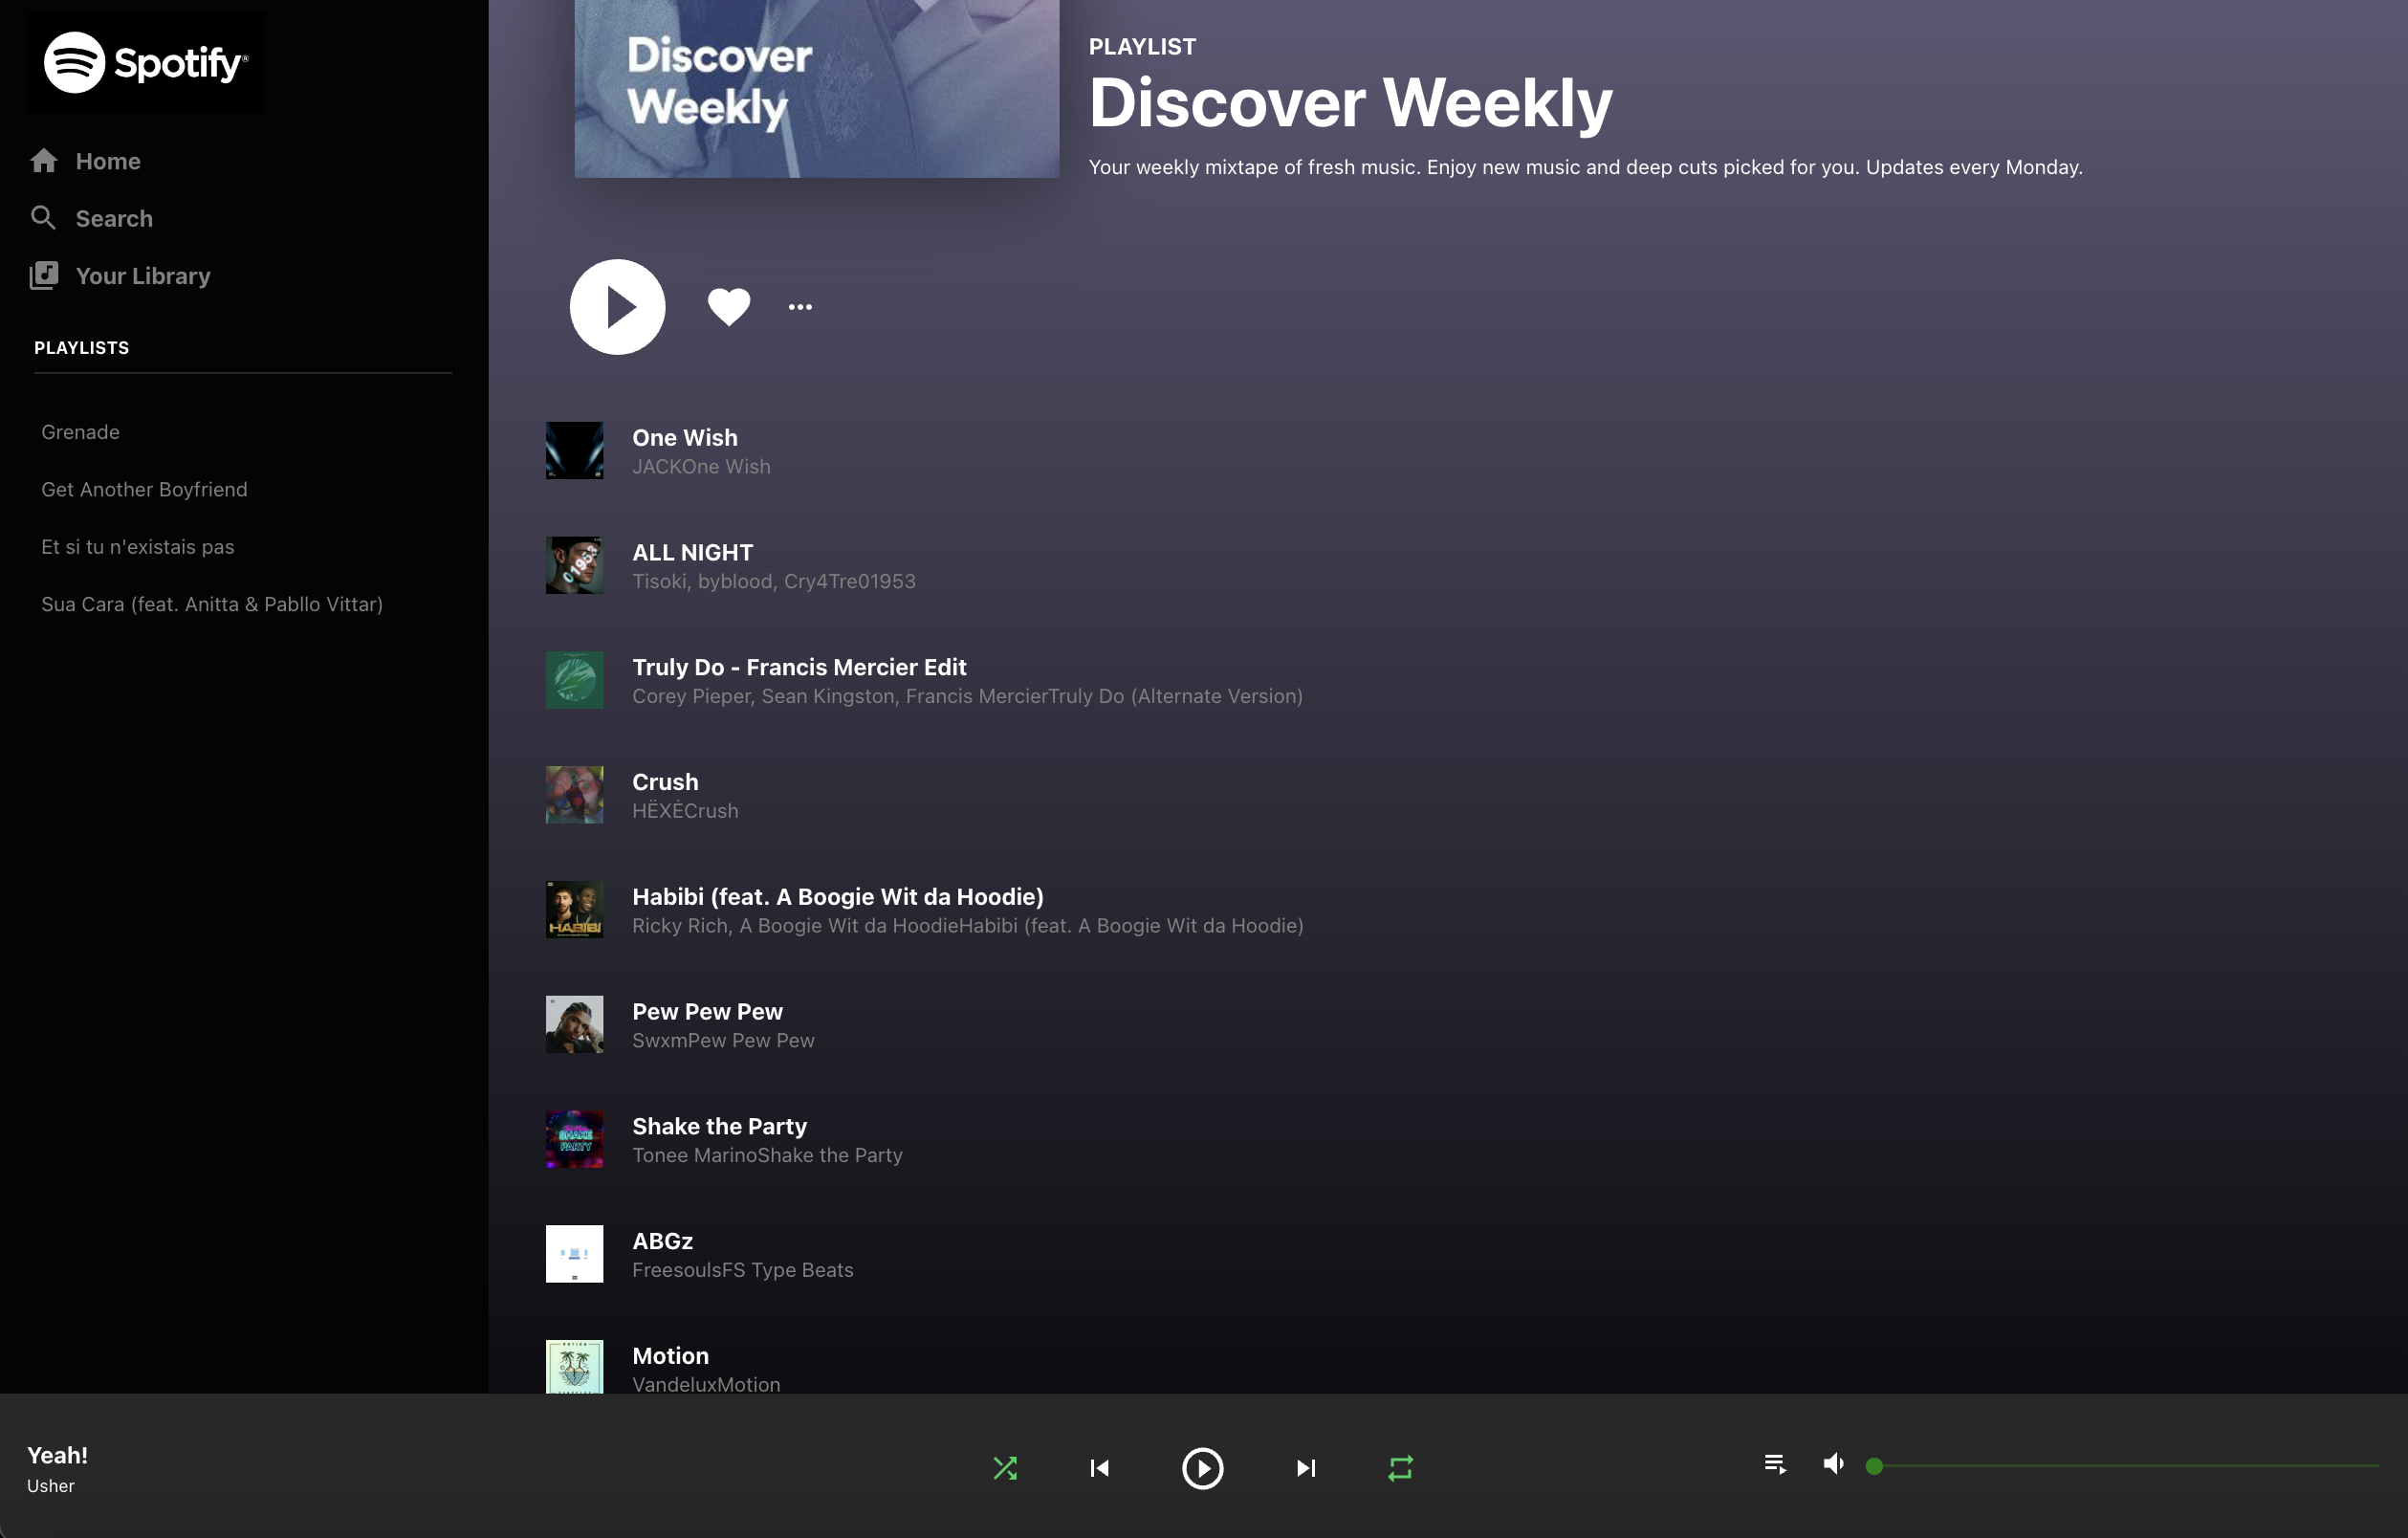 Spotify®
Home
Search
Your Library
PLAYLISTS
Grenade
Get Another Boyfriend
Et si tu n'existais pas
Sua Cara (feat. Anitta & Pabllo Vittar)
Discover
Weekly
PLAYLIST
Discover Weekly
Your weekly mixtape of fresh music. Enjoy new music and deep cuts picked for you. Updates every Monday.
One Wish
JACKOne Wish
01953
ALL NIGHT
Tisoki, byblood, Cry4Tre01953
Truly Do - Francis Mercier Edit
Corey Pieper, Sean Kingston, Francis MercierTruly Do (Alternate Version)
Crush
HËXĖCrush
HABIBI
Habibi (feat. A Boogie Wit da Hoodie)
Ricky Rich, A Boogie Wit da HoodieHabibi (feat. A Boogie Wit da Hoodie)
Pew Pew Pew
SwxmPew Pew Pew
SHAKE
PARTY
Shake the Party
Tonee MarinoShake the Party
ABGz
FreesoulsFS Type Beats
MOTION
Motion
VandeluxMotion
Yeah!
Usher